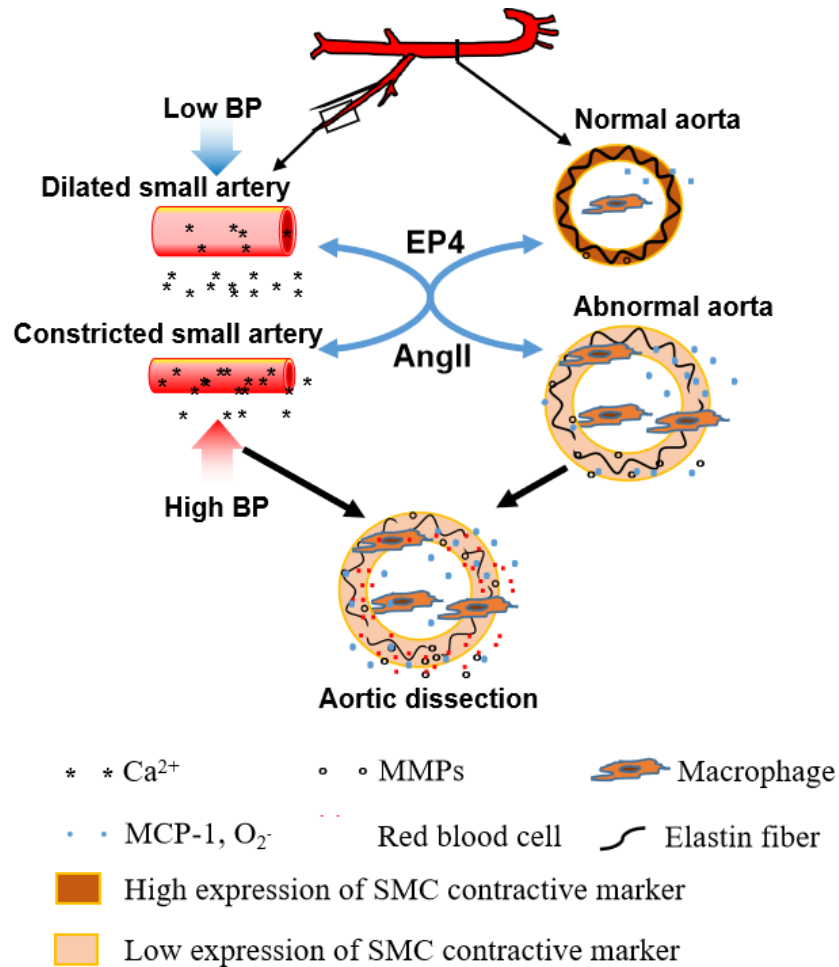 Low BP
Normal aorta
Dilated small artery
EP4
Abnormal aorta
Constricted small artery
AngII
High BP
Aortic dissection
* * Ca²⁺
MMPs
Macrophage
MCP-1, O₂⁻
Red blood cell
Elastin fiber
High expression of SMC contractive marker
Low expression of SMC contractive marker